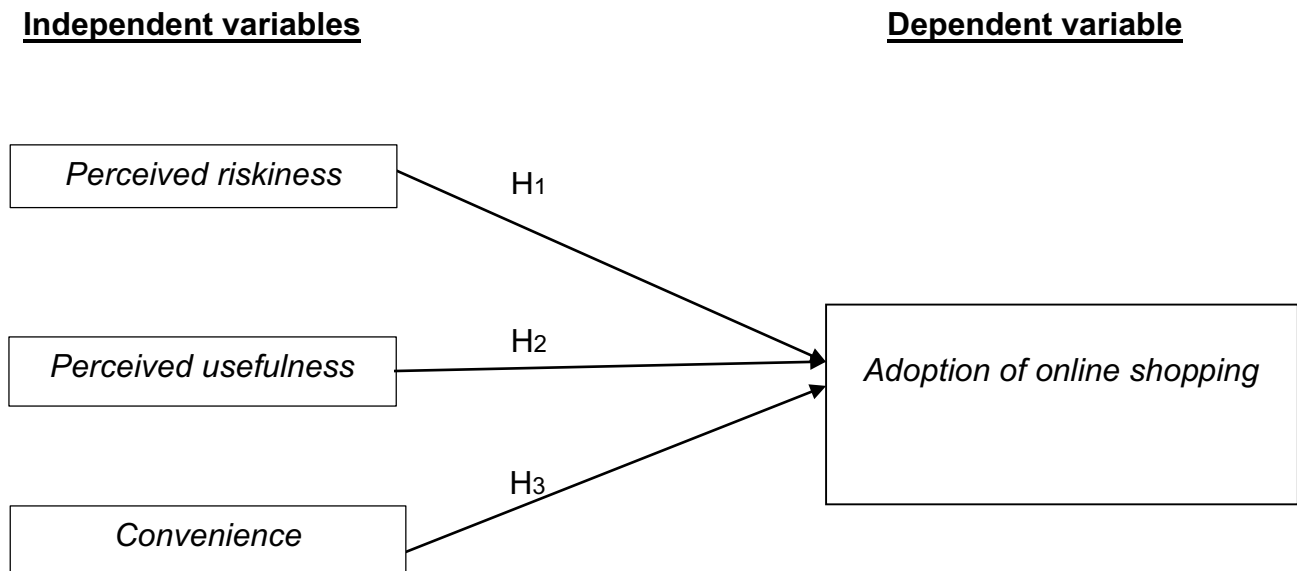 Independent variables
Dependent variable
Perceived riskiness
H1
Perceived usefulness
H2
Adoption of online shopping
H3
Convenience